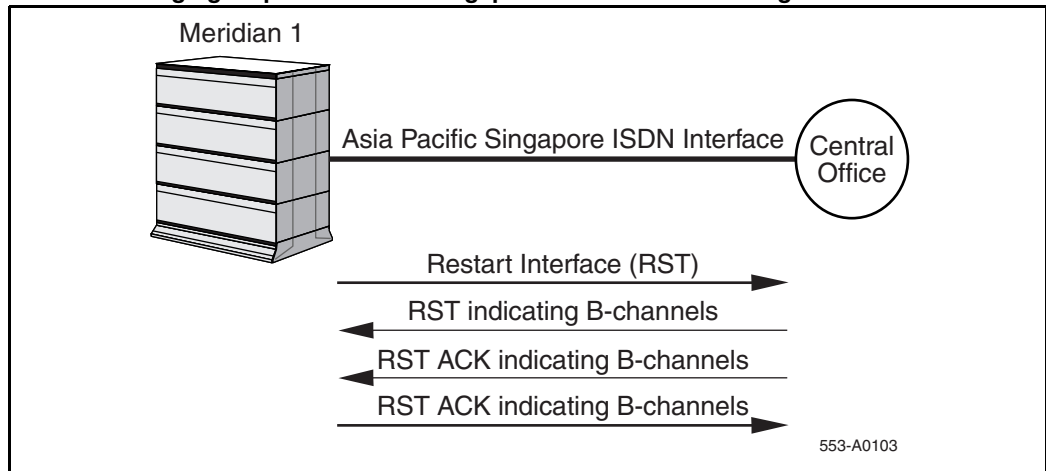 Meridian 1
Asia Pacific Singapore ISDN Interface
Central
Office
Restart Interface (RST)
RST indicating B-channels
RST ACK indicating B-channels
RST ACK indicating B-channels
553-A0103